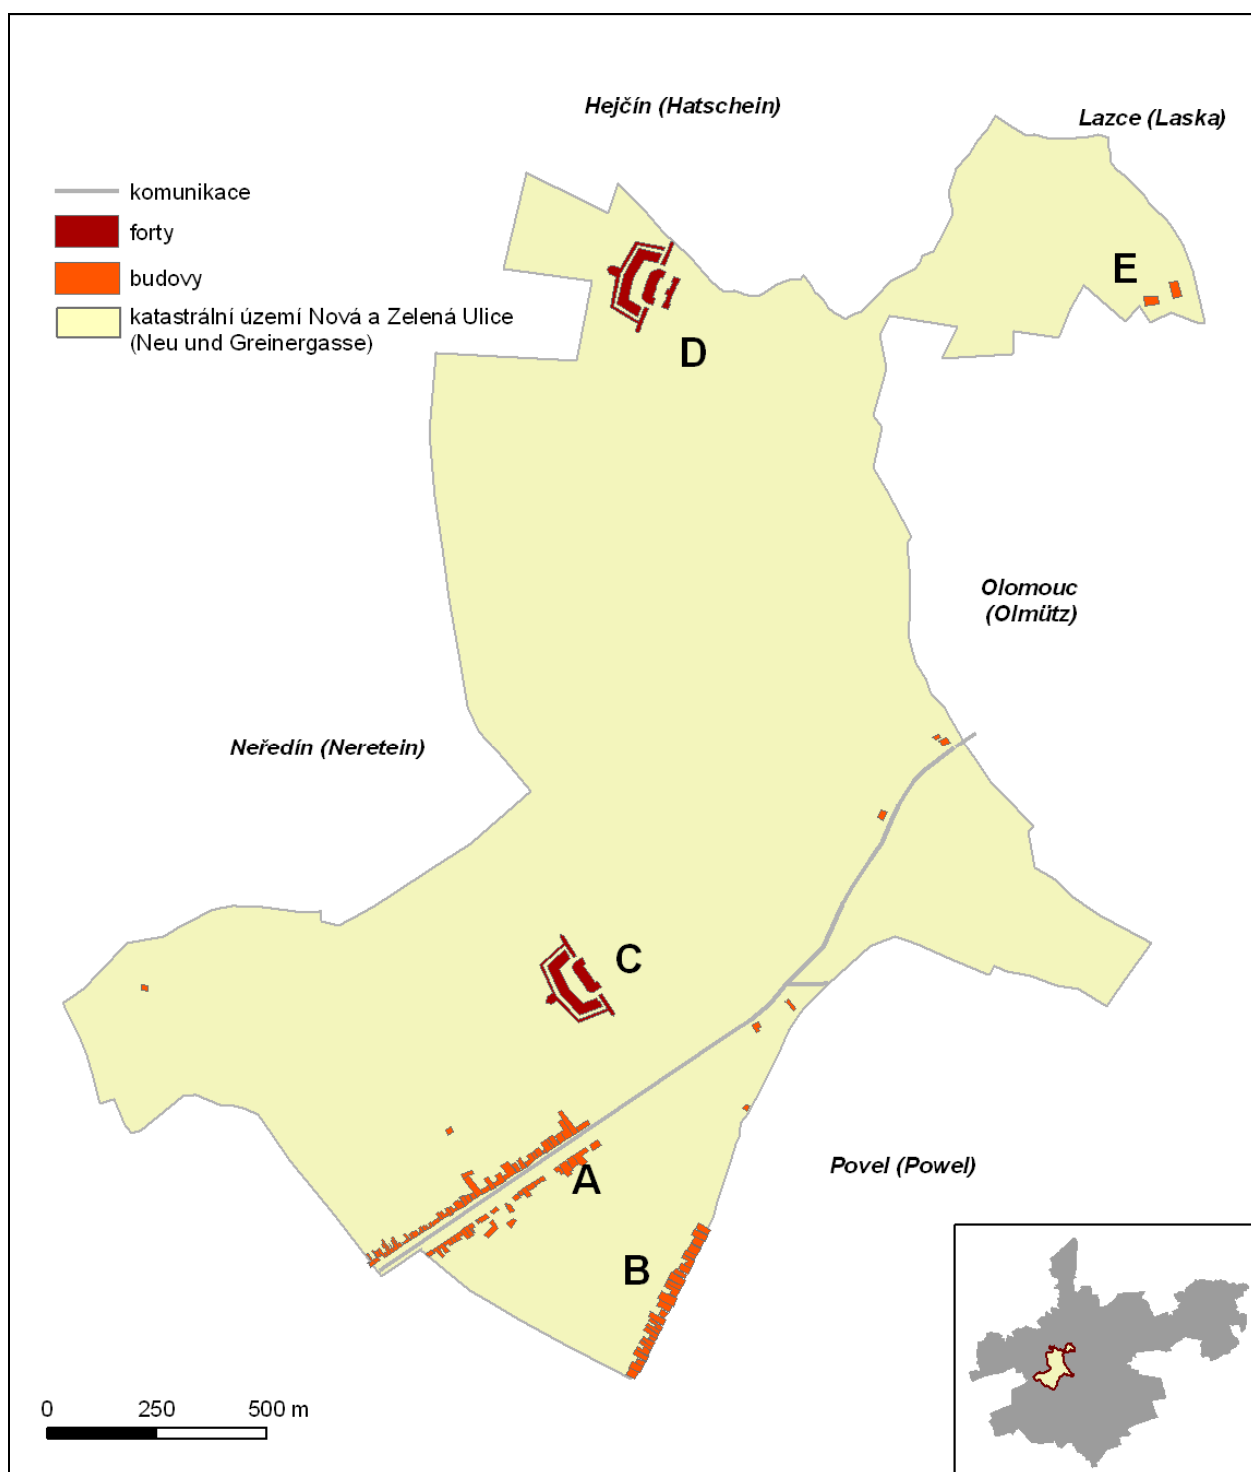 Hejčín (Hatschein)
Lazce (Laska)
komunikace
forty
budovy
katastrální území Nová a Zelená Ulice
(Neu und Greinergasse)
E
D
Olomouc
(Olmütz)
Neředín (Neretein)
C
A
Povel (Powel)
B
0 250 500 m